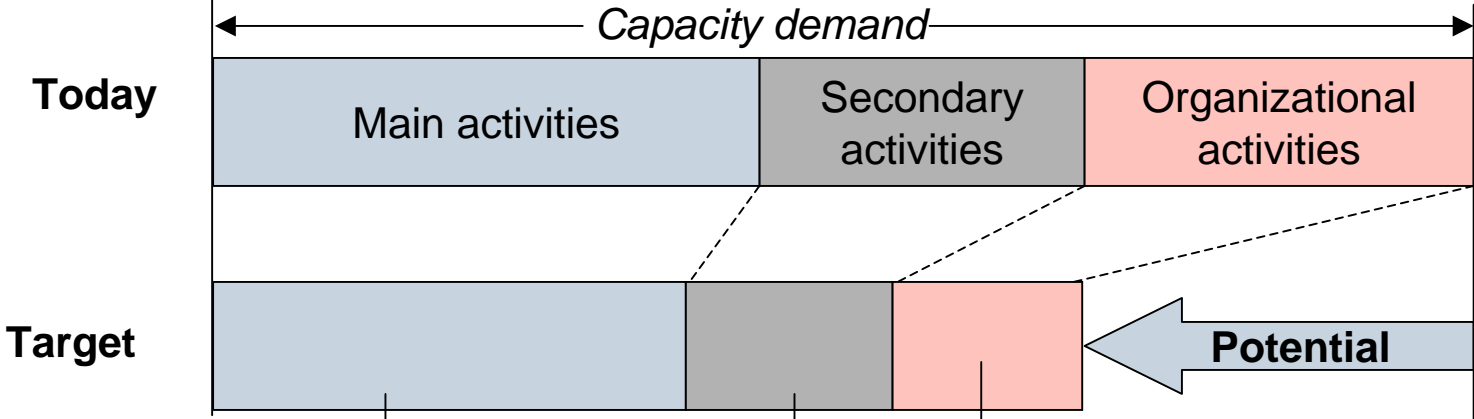 Capacity demand
Today
Main activities
Secondary
activities
Organizational
activities
Target
Potential